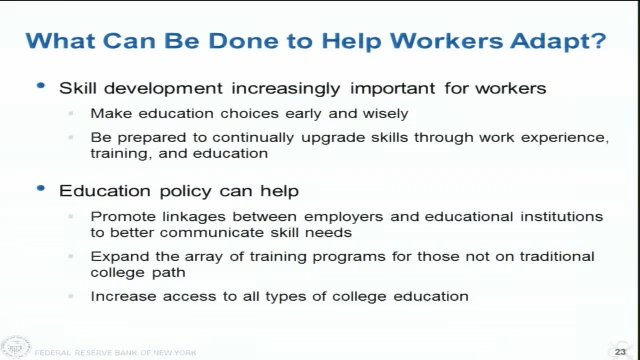 What Can Be Done to Help Workers Adapt?
Skill development increasingly important for workers
Make education choices early and wisely
Be prepared to continually upgrade skills through work experience,
training, and education
Education policy can help
Promote linkages between employers and educational institutions
to better communicate skill needs
Expand the array of training programs for those not on traditional
college path
Increase access to all types of college education
FEDERAL RESERVE BANK OF NEW YORK
23